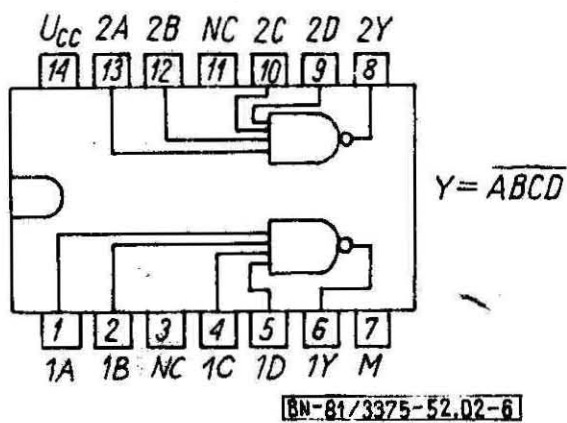 UCC 2A 2B NC 2C 2D 2Y
14 13 12 11 10 9 8
Y = ABCD
1 2 3 4 5 6 7
1A 1B NC 1C 1D 1Y M
BN-81/3375-52.02-6